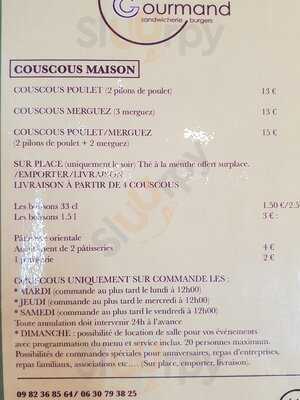 Gourmand
sandwicherie burgers
COUSCOUS MAISON
COUSCOUS POULET (2 pilons de poulet) 13 €
COUSCOUS MERGUEZ (3 merguez) 13 €
COUSCOUS POULET/MERGUEZ 15 €
(2 pilons de poulet + 2 merguez)
SUR PLACE (uniquement le soir) Thé à la menthe offert surplace.
/EMPORTER/LIVRAISON
LIVRAISON À PARTIR DE 4 COUSCOUS
Les boissons 33 cl 1.50 €/2.5
Les boissons 1.5 l 3 € :
Pâtisserie orientale
Assortiment de 2 pâtisseries 4 €
1 pâtisserie 2 €
COUSCOUS UNIQUEMENT SUR COMMANDE LES :
* MARDI (commande au plus tard le lundi à 12h00)
* JEUDI (commande au plus tard le mercredi à 12h00)
* SAMEDI (commande au plus tard le vendredi à 12h00)
Toute annulation doit intervenir 24h à l'avance
* DIMANCHE : possibilité de location de salle pour vos événements
avec programmation du menu et service inclus. 20 personnes maximum.
Possibilités de commandes spéciales pour anniversaires, repas d'entreprises,
repas familiaux, associations etc.... (Sur place, emporter, livraison).
09 82 36 85 64/ 06 30 79 38 25